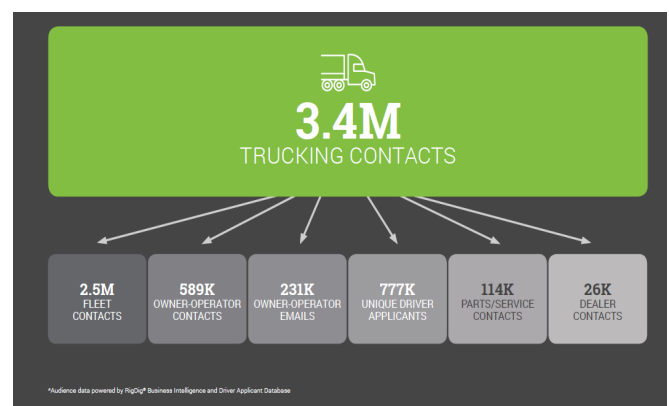 3.4M
TRUCKING CONTACTS
2.5M
FLEET
CONTACTS
589K
OWNER-OPERATOR
CONTACTS
231K
OWNER-OPERATOR
EMAILS
777K
UNIQUE DRIVER
APPLICANTS
114K
PARTS/SERVICE
CONTACTS
26K
DEALER
CONTACTS
*Audience data powered by RigDig® Business Intelligence and Driver Applicant Database